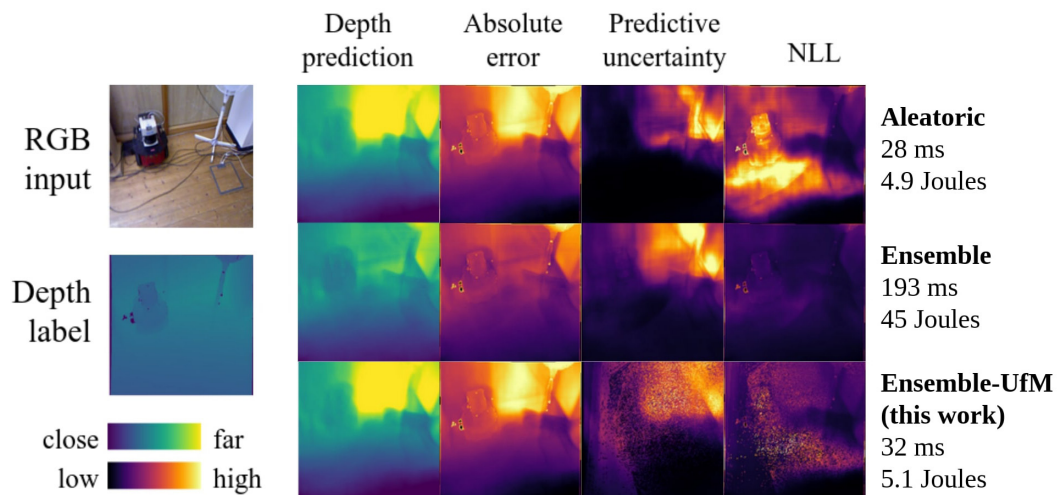 Depth
prediction
Absolute
error
Predictive
uncertainty
NLL
RGB
input
Aleatoric
28 ms
4.9 Joules
Depth
label
Ensemble
193 ms
45 Joules
Ensemble-UfM
(this work)
32 ms
5.1 Joules
close far
low high